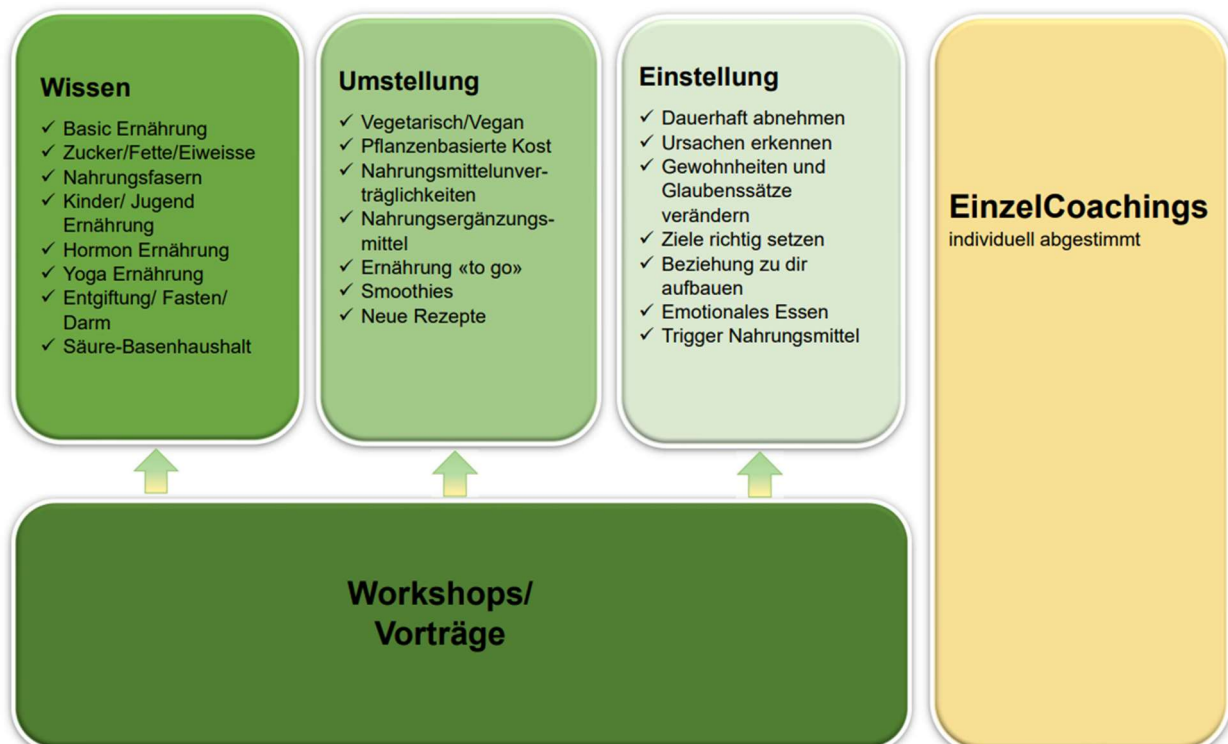 Wissen
✓ Basic Ernährung
✓ Zucker/Fette/Eiweisse
✓ Nahrungsfasern
✓ Kinder/ Jugend
Ernährung
✓ Hormon Ernährung
✓ Yoga Ernährung
✓ Entgiftung/ Fasten/
Darm
✓ Säure-Basenhaushalt
Umstellung
✓ Vegetarisch/Vegan
✓ Pflanzenbasierte Kost
✓ Nahrungsmittelunver-
träglichkeiten
✓ Nahrungsergänzungs-
mittel
✓ Ernährung «to go»
✓ Smoothies
✓ Neue Rezepte
Einstellung
✓ Dauerhaft abnehmen
✓ Ursachen erkennen
✓ Gewohnheiten und
Glaubenssätze
verändern
✓ Ziele richtig setzen
✓ Beziehung zu dir
aufbauen
✓ Emotionales Essen
✓ Trigger Nahrungsmittel
EinzelCoachings
individuell abgestimmt
Workshops/
Vorträge